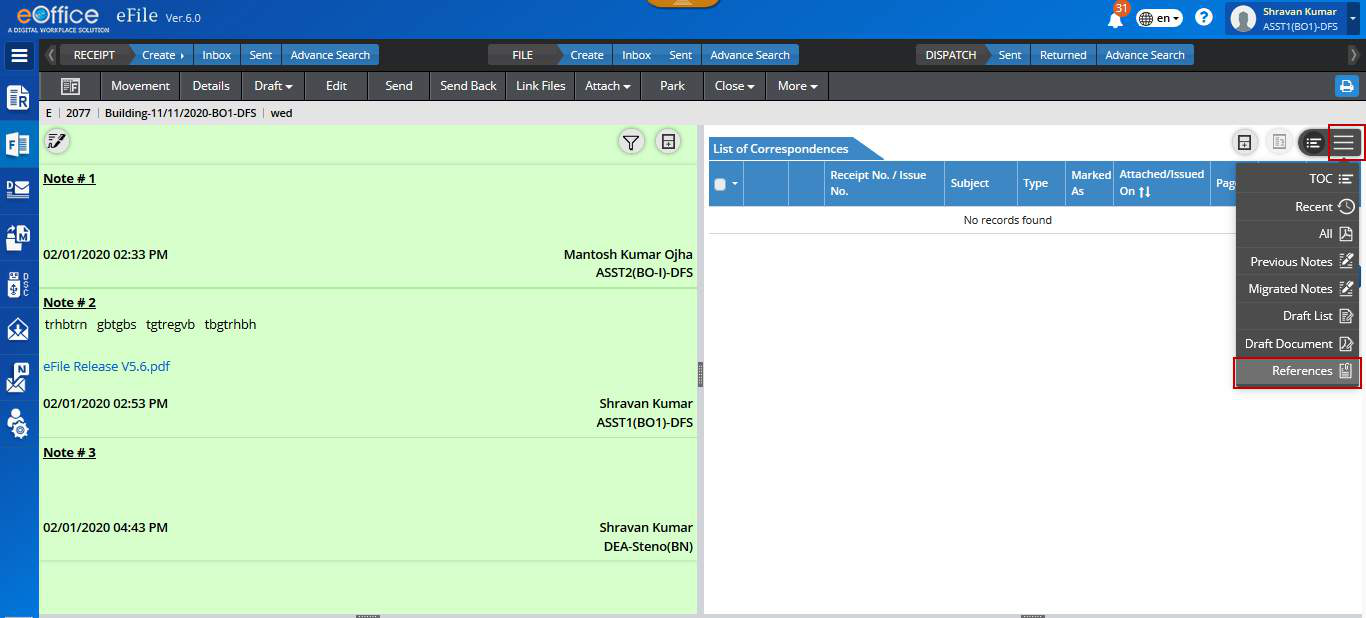 eOffice eFile Ver.6.0
A DIGITAL WORKPLACE SOLUTION
31
en
?
Shravan Kumar
ASST1(BO1)-DFS
RECEIPT Create Inbox Sent Advance Search FILE Create Inbox Sent Advance Search DISPATCH Sent Returned Advance Search
Movement Details Draft Edit Send Send Back Link Files Attach Park Close More
E 2077 Building-11/11/2020-BO1-DFS wed
R
F
D
M
DSC
N
Note # 1
02/01/2020 02:33 PM Mantosh Kumar Ojha
ASST2(BO-I)-DFS
Note # 2
trhbtrn gbtgbs tgtregvb tbgtrhbh
eFile Release V5.6.pdf
02/01/2020 02:53 PM Shravan Kumar
ASST1(BO1)-DFS
Note # 3
02/01/2020 04:43 PM Shravan Kumar
DEA-Steno(BN)
List of Correspondences
Receipt No. / Issue No. Subject Type Marked As Attached/Issued On
No records found
TOC
Recent
All
Previous Notes
Migrated Notes
Draft List
Draft Document
References